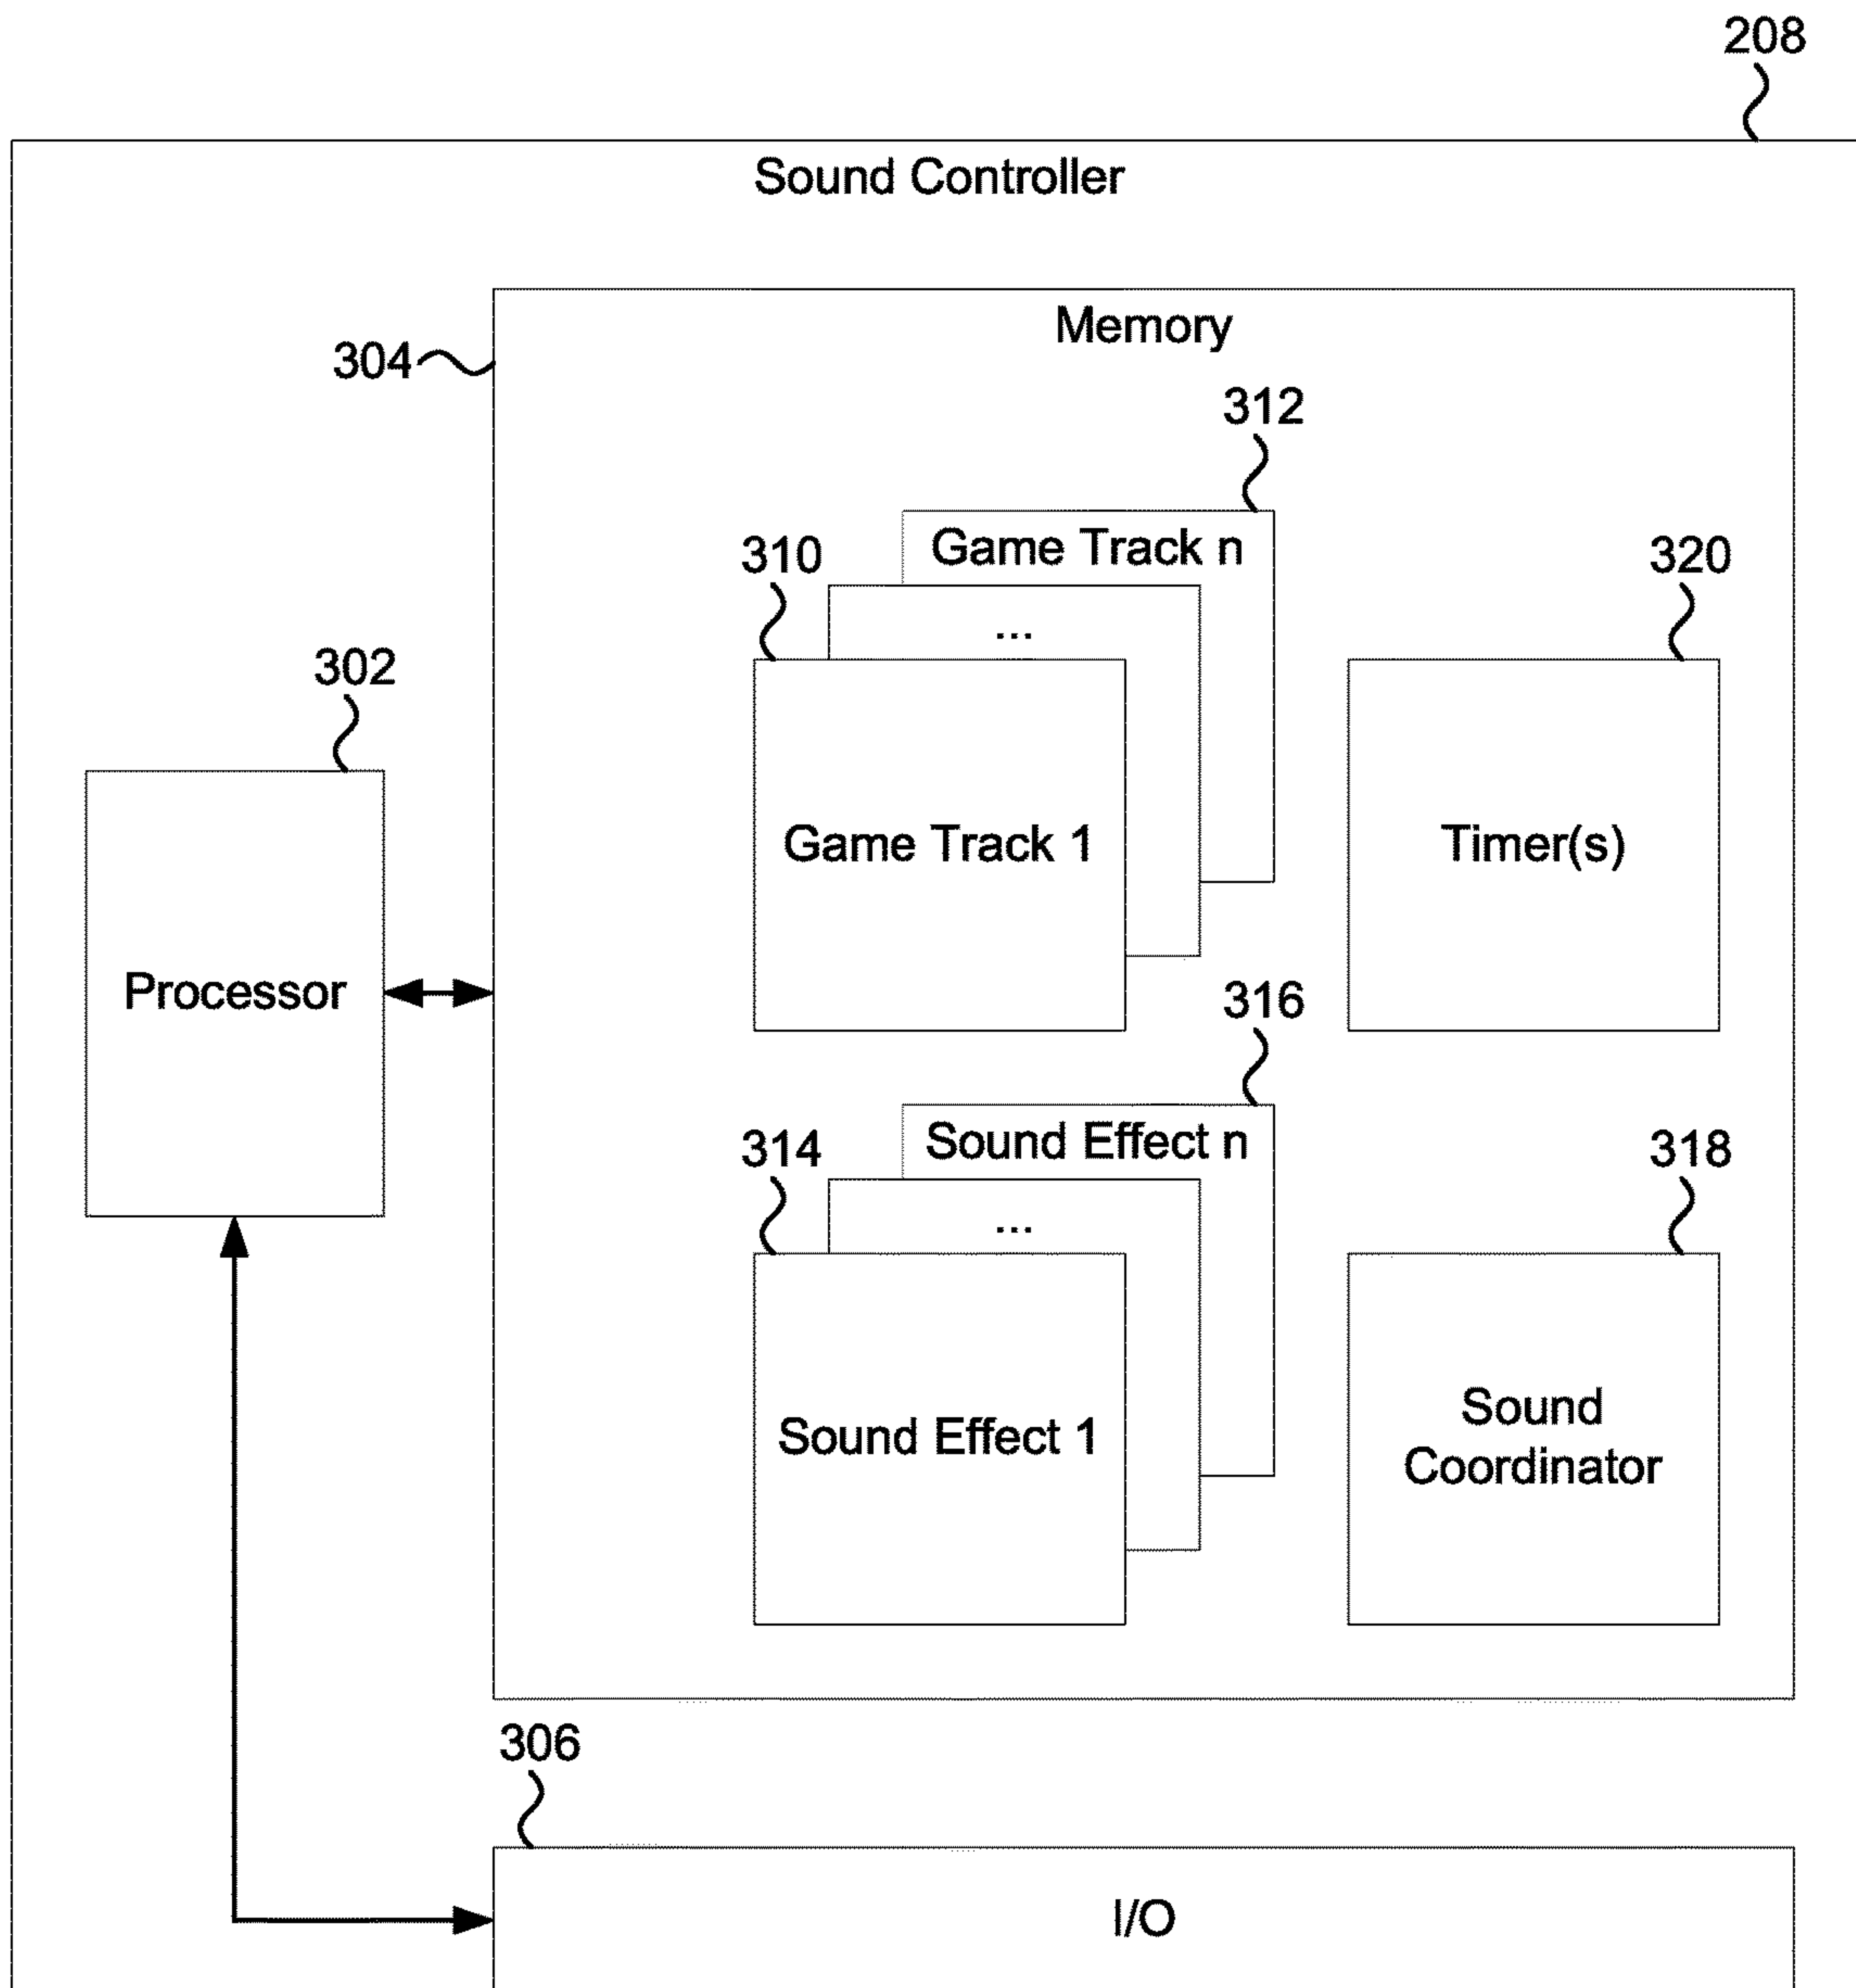 208
Sound Controller
Memory
304
312
Game Track n
310
320
...
302
Game Track 1
Timer(s)
Processor
316
Sound Effect n
314
318
...
Sound Effect 1
Sound
Coordinator
306
I/O